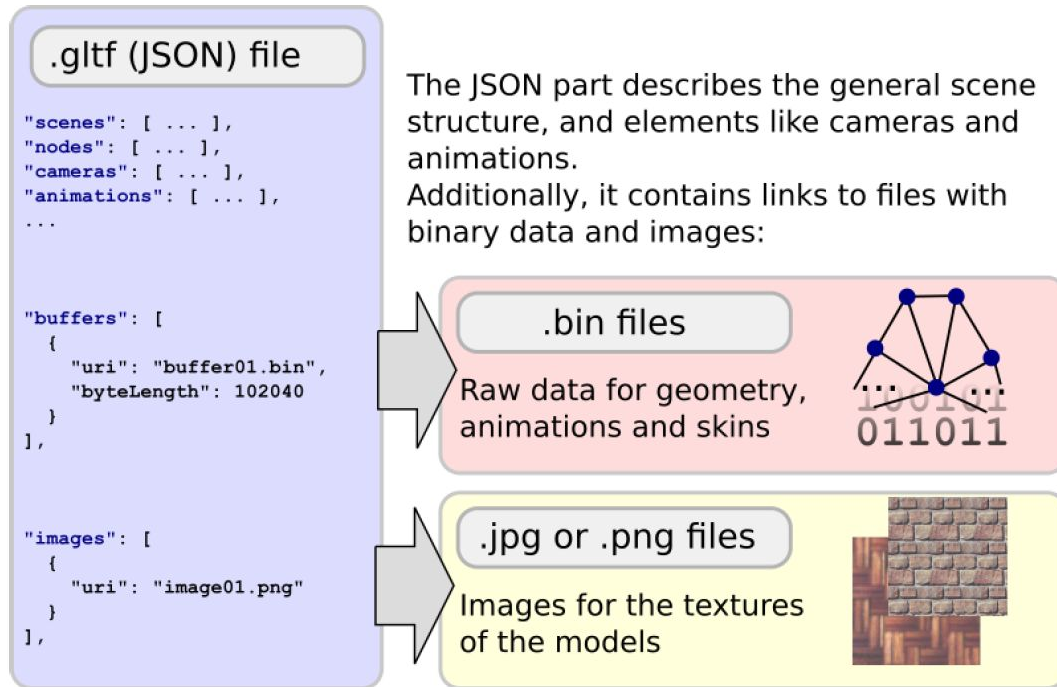 .gltf (JSON) file
"scenes": [ ... ],
"nodes": [ ... ],
"cameras": [ ... ],
"animations": [ ... ],
...
"buffers": [
{
"uri": "buffer01.bin",
"byteLength": 102040
}
],
"images": [
{
"uri": "image01.png"
}
],
The JSON part describes the general scene
structure, and elements like cameras and
animations.
Additionally, it contains links to files with
binary data and images:
.bin files
Raw data for geometry,
animations and skins
... ...
100101
011011
.jpg or .png files
Images for the textures
of the models